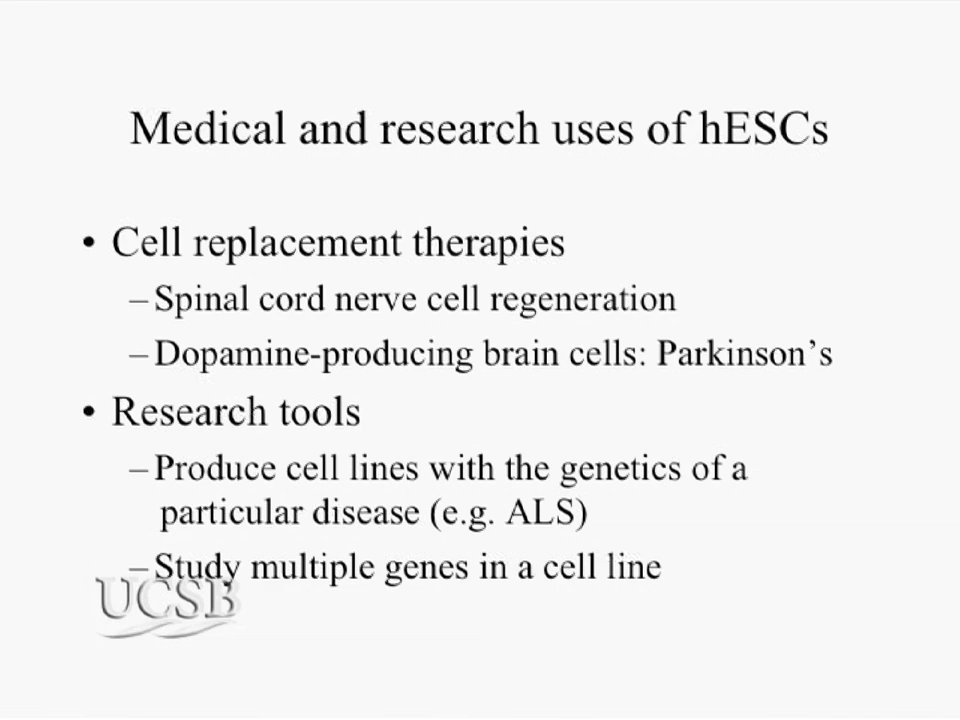 Medical and research uses of hESCs
• Cell replacement therapies
– Spinal cord nerve cell regeneration
– Dopamine-producing brain cells: Parkinson’s
• Research tools
– Produce cell lines with the genetics of a
particular disease (e.g. ALS)
– Study multiple genes in a cell line
UCSB